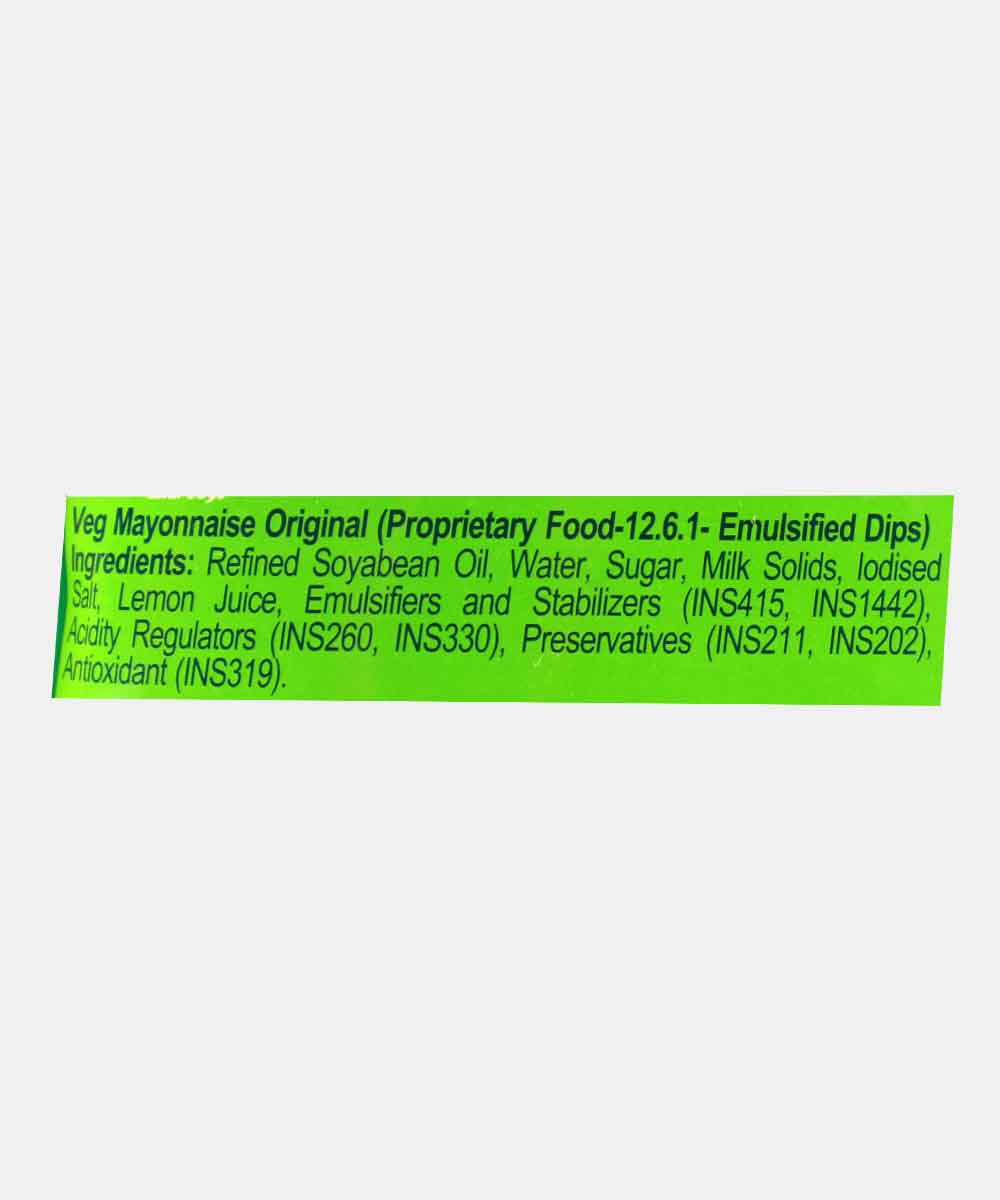 Veg Mayonnaise Original (Proprietary Food-12.6.1- Emulsified Dips)
Ingredients: Refined Soyabean Oil, Water, Sugar, Milk Solids, Iodised
Salt, Lemon Juice, Emulsifiers and Stabilizers (INS415, INS1442),
Acidity Regulators (INS260, INS330), Preservatives (INS211, INS202),
Antioxidant (INS319).